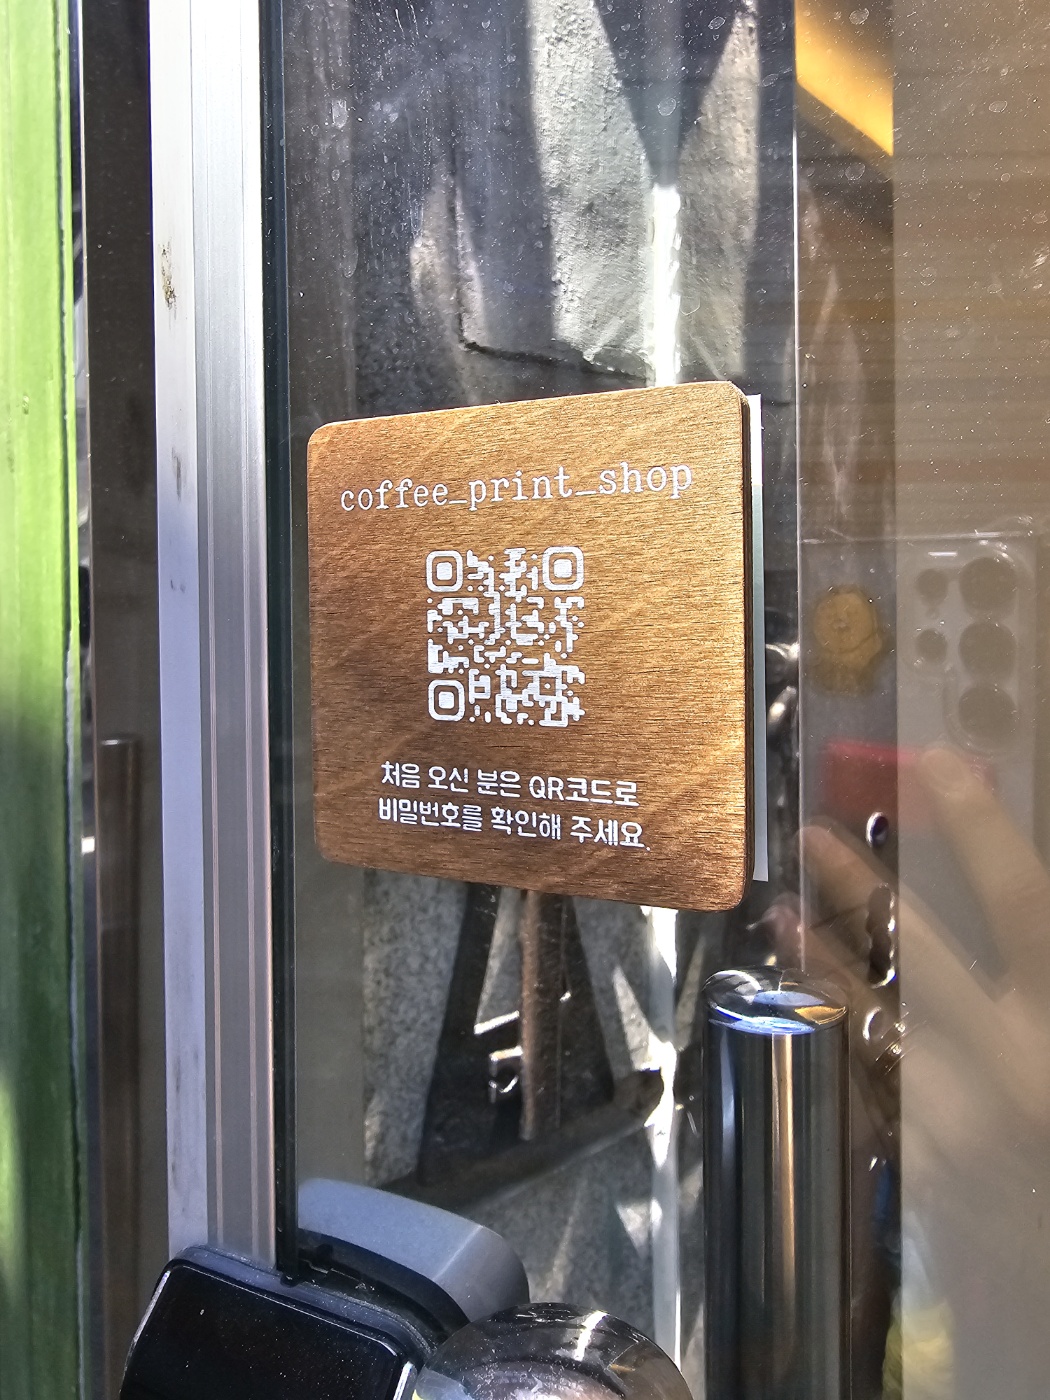 coffee_print_shop
처음 오신 분은 QR코드로
비밀번호를 확인해 주세요.